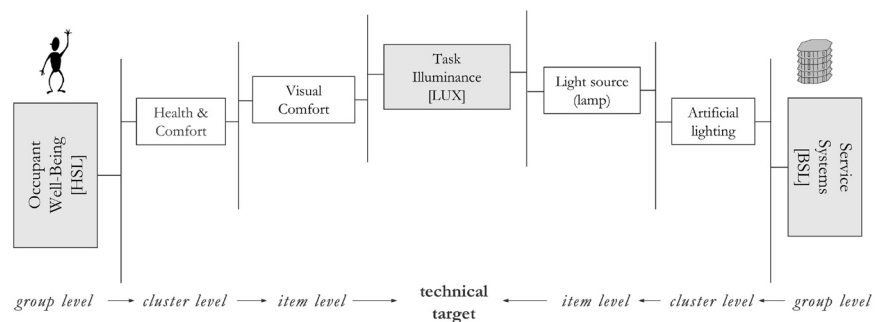 Occupant
Well-Being
[HSL]
Health &
Comfort
Visual
Comfort
Task
Illuminance
[LUX]
Light source
(lamp)
Artificial
lighting
Service
Systems
[BSL]
group level
cluster level
item level
technical
target
item level
cluster level
group level